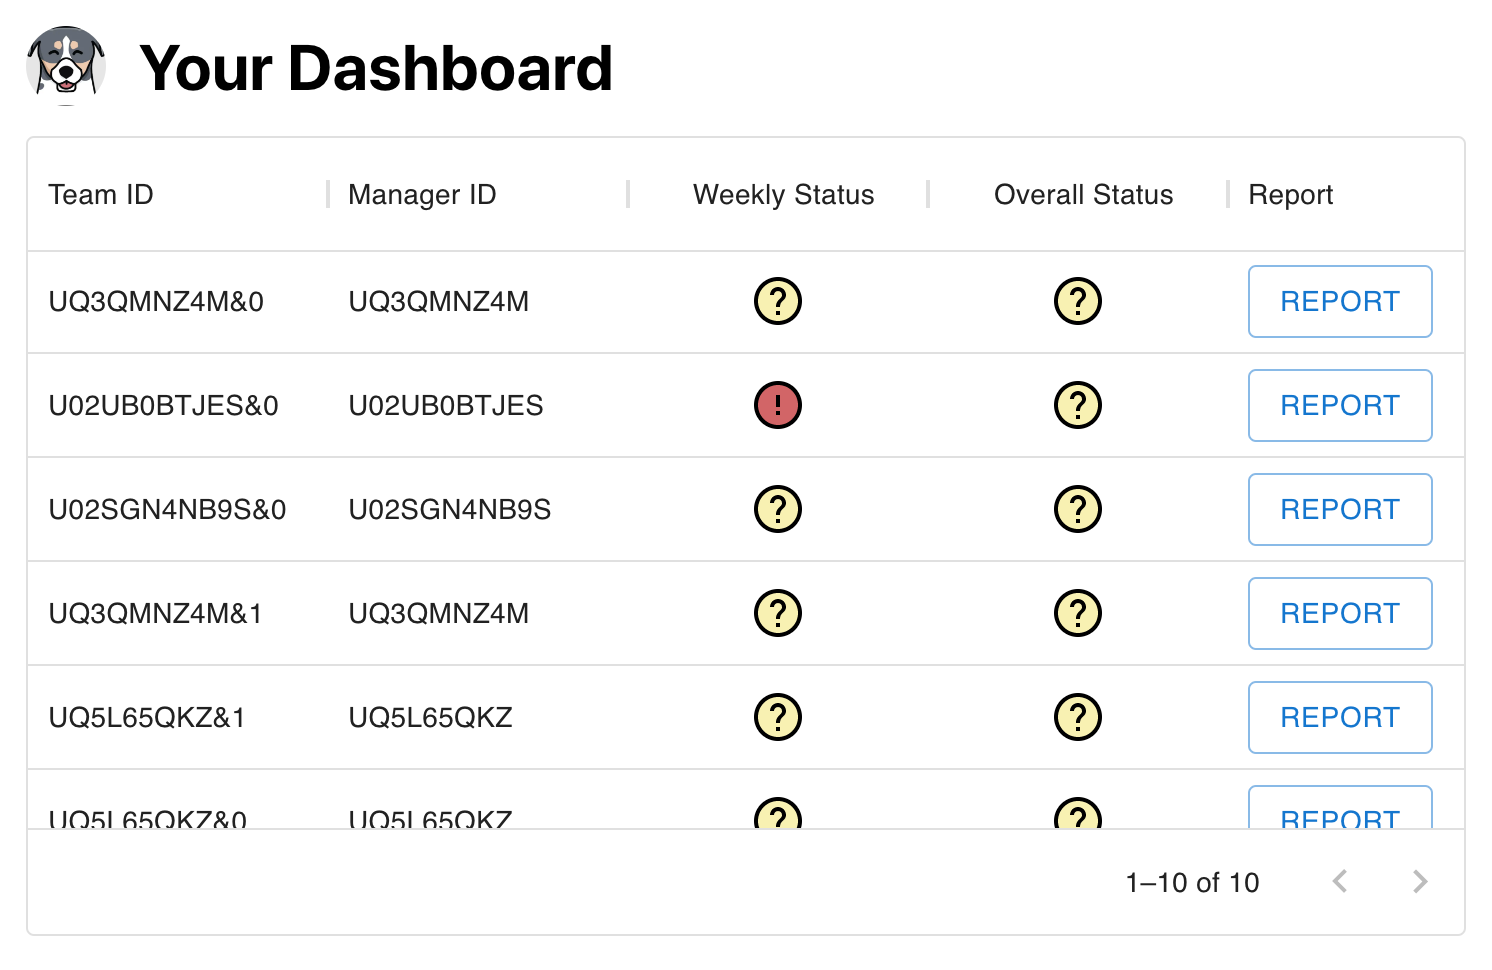 Your Dashboard
Team ID Manager ID Weekly Status Overall Status Report
UQ3QMNZ4M&0 UQ3QMNZ4M ? ? REPORT
U02UB0BTJES&0 U02UB0BTJES ! ? REPORT
U02SGN4NB9S&0 U02SGN4NB9S ? ? REPORT
UQ3QMNZ4M&1 UQ3QMNZ4M ? ? REPORT
UQ5L65QKZ&1 UQ5L65QKZ ? ? REPORT
UQ5L65QKZ&0 UQ5L65QKZ ? ? REPORT
1–10 of 10